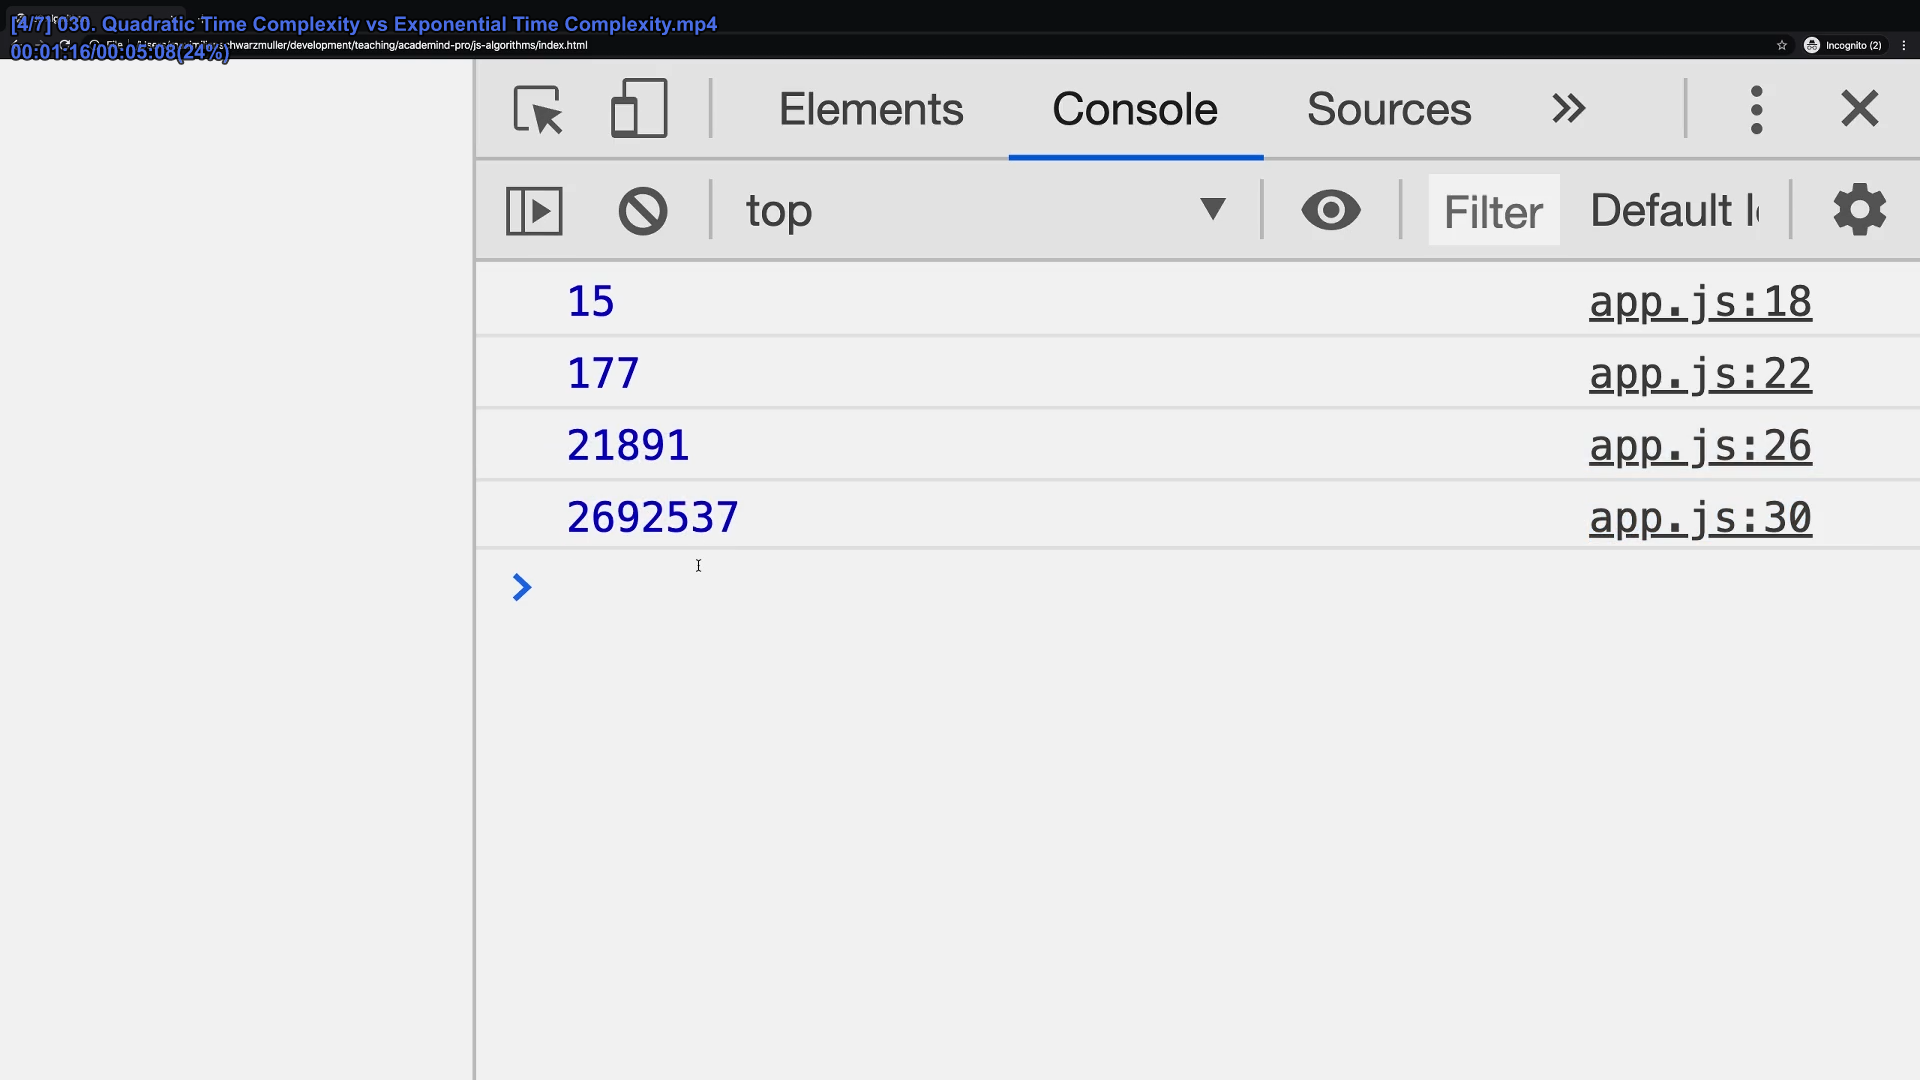 [4/7] 030. Quadratic Time Complexity vs Exponential Time Complexity.mp4
00:01:16/00:05:08(24%)
schwarzmuller/development/teaching/academind-pro/js-algorithms/index.html
Incognito (2)
Elements Console Sources
top Filter Default
15 app.js:18
177 app.js:22
21891 app.js:26
2692537 app.js:30